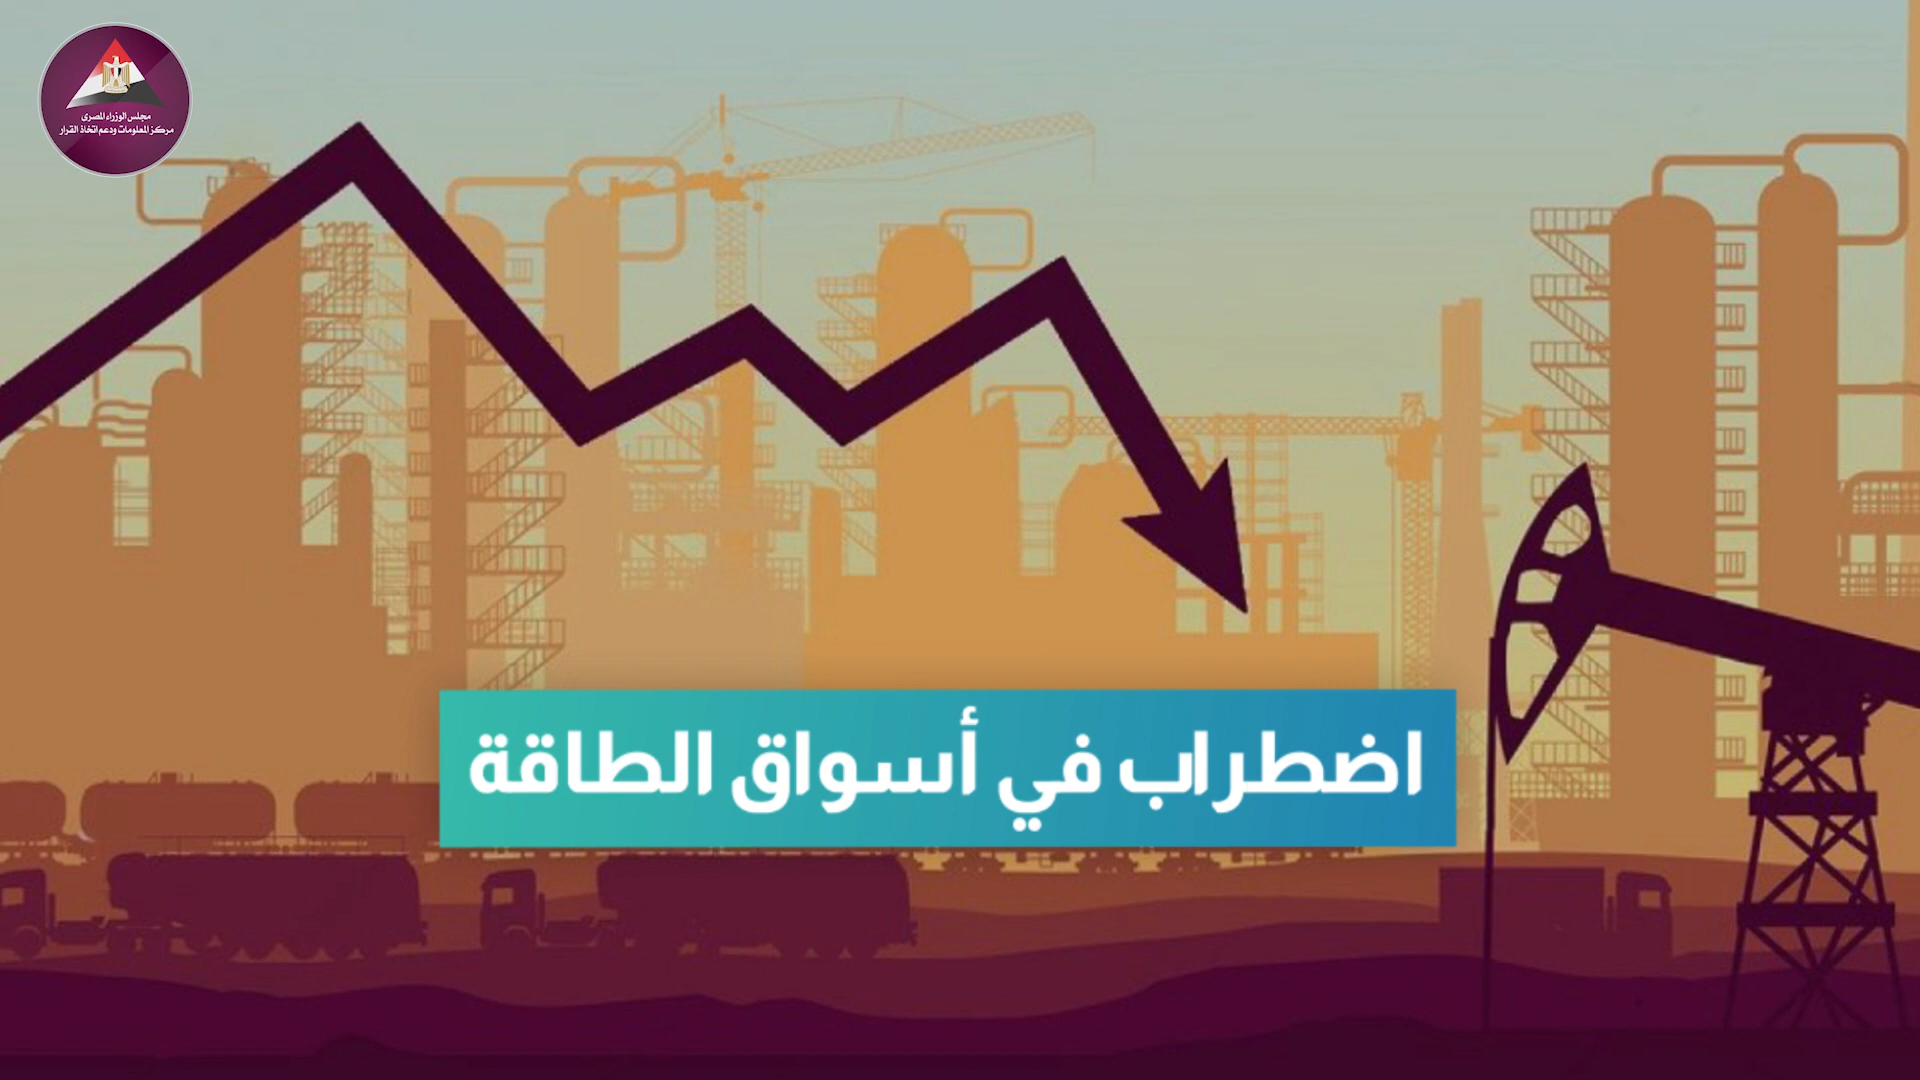 مجلس الوزراء المصرى
مركز المعلومات ودعم اتخاذ القرار
اضطراب في أسواق الطاقة